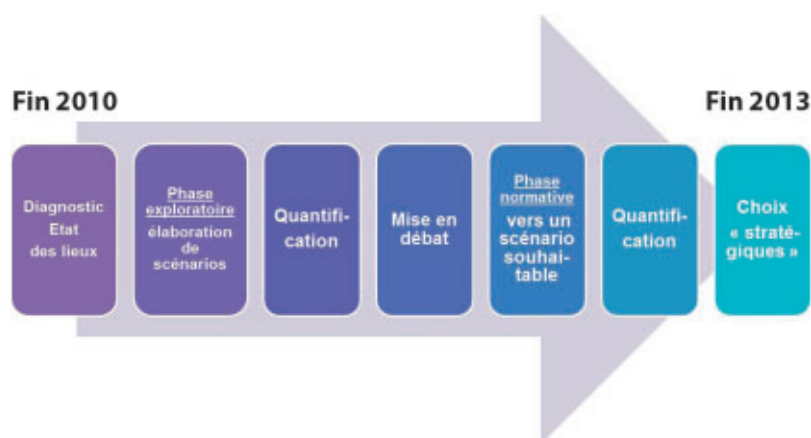 Fin 2010
Fin 2013
Diagnostic
Etat
des lieux
Phase
exploratoire
élaboration
de
scénarios
Quantifi-
cation
Mise en
débat
Phase
normative
vers un
scénario
souhai-
table
Quantifi-
cation
Choix
« straté-
giques »